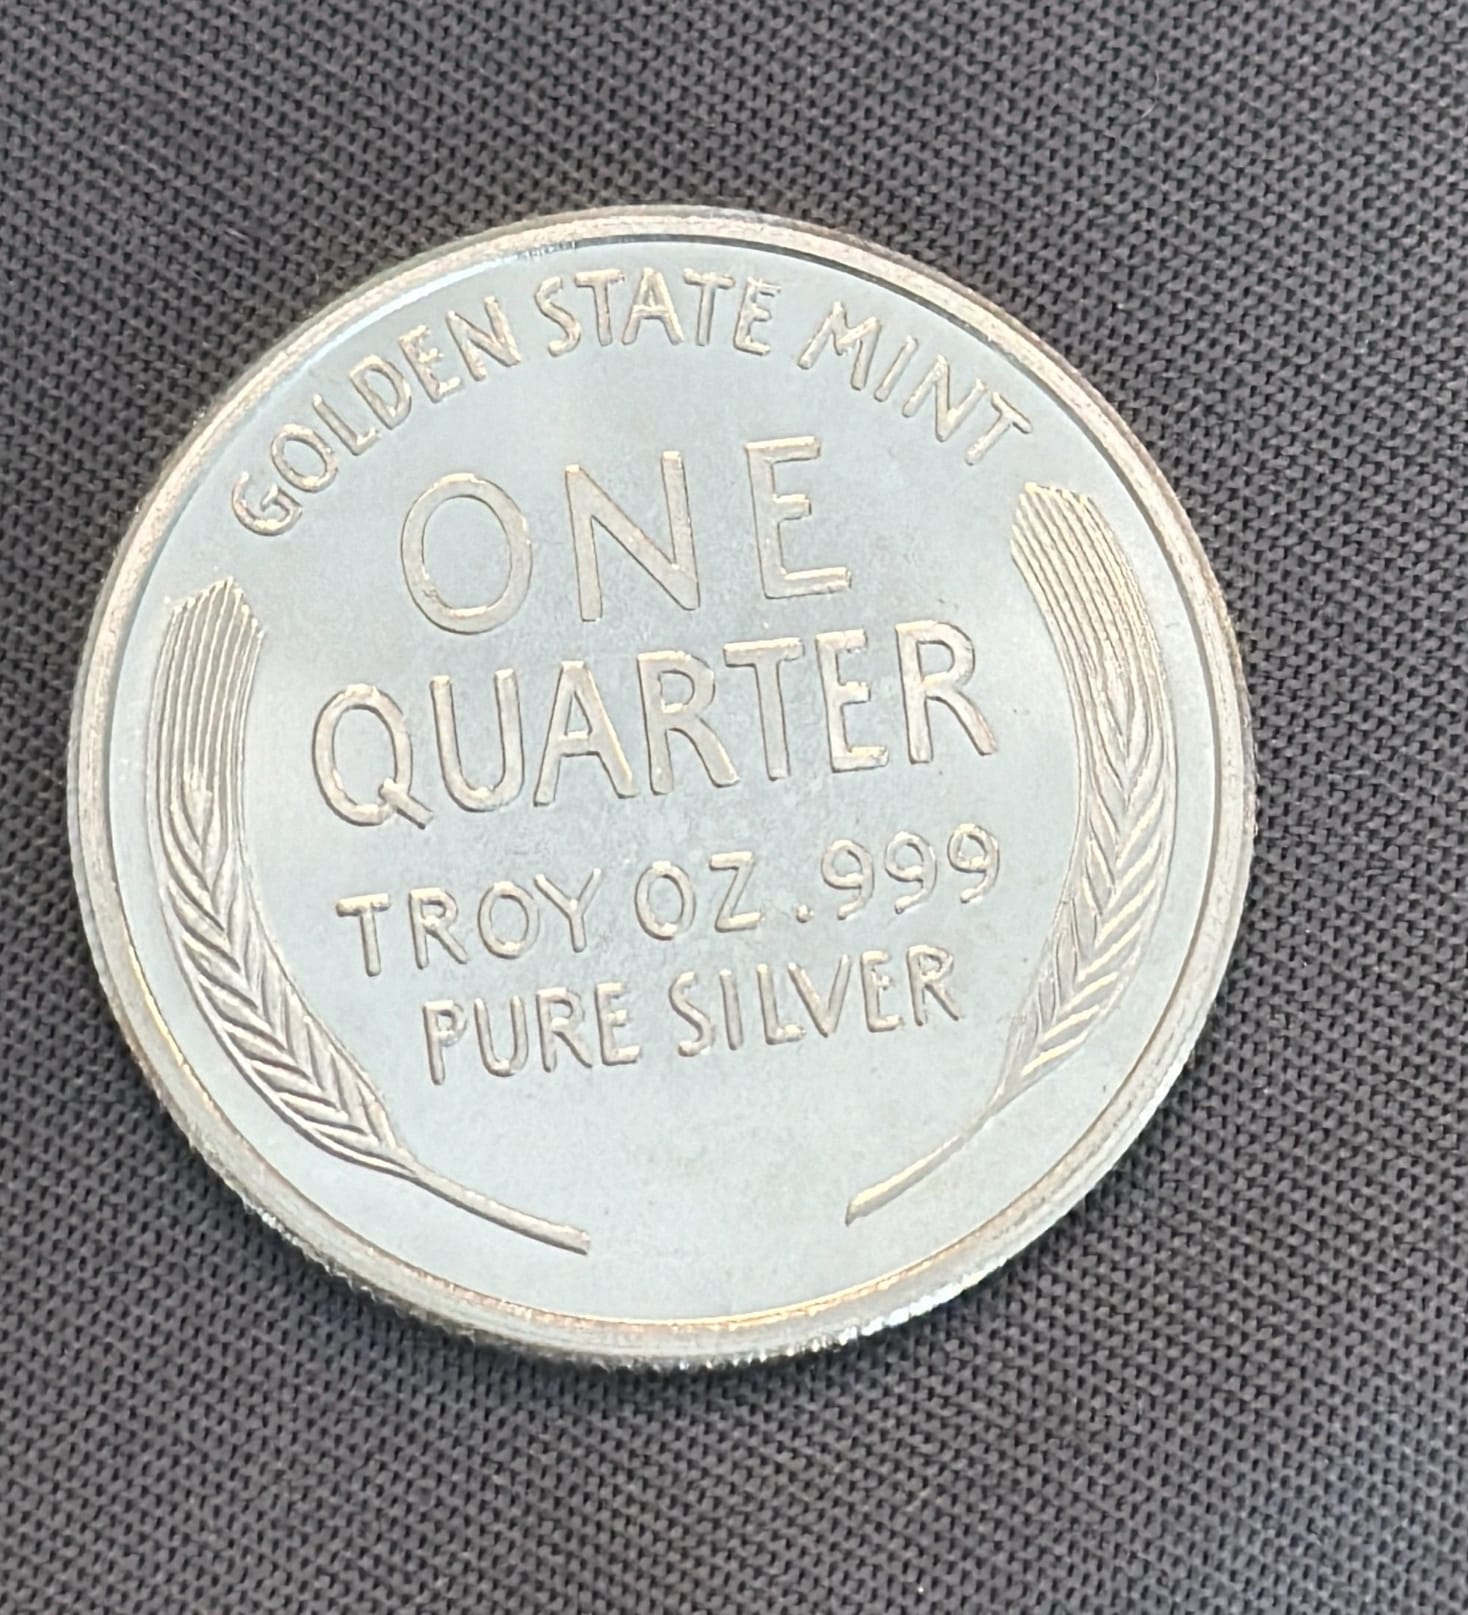 GOLDEN STATE MINT
ONE
QUARTER
TROY OZ .999
PURE SILVER